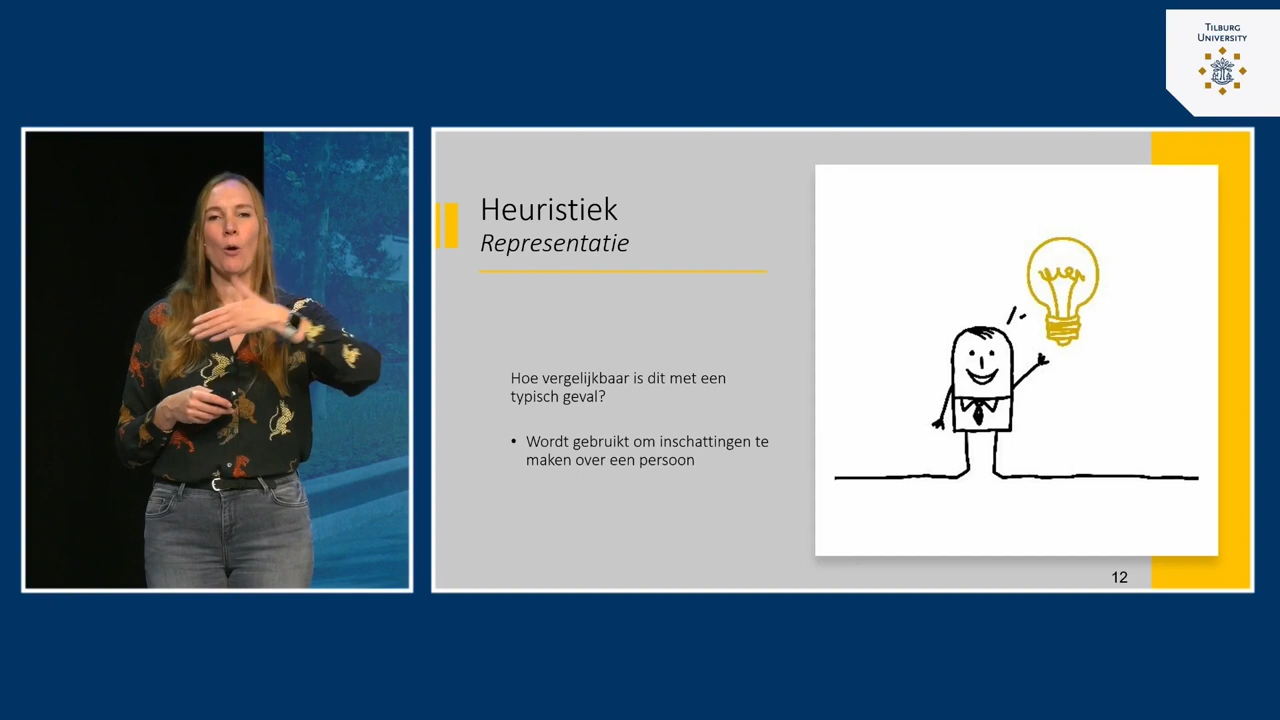 TILBURG
UNIVERSITY
Heuristiek
Representatie
Hoe vergelijkbaar is dit met een
typisch geval?
• Wordt gebruikt om inschattingen te
maken over een persoon
12